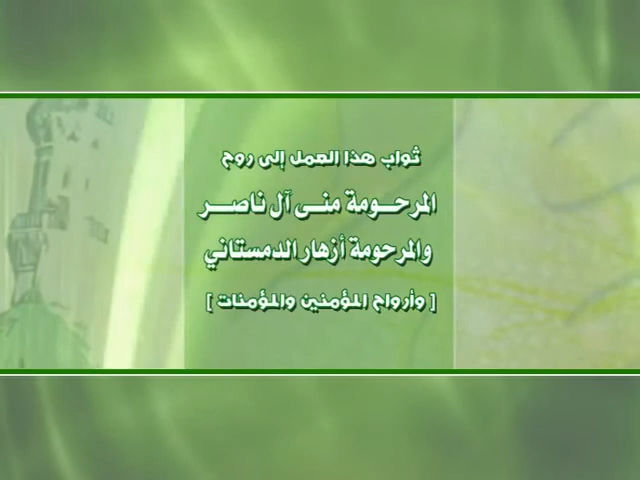 ثواب هذا العمل إلى روح
المرحومة منى آل ناصر
والمرحومة أزهار الدمستاني
[ وأرواح المؤمنين والمؤمنات ]